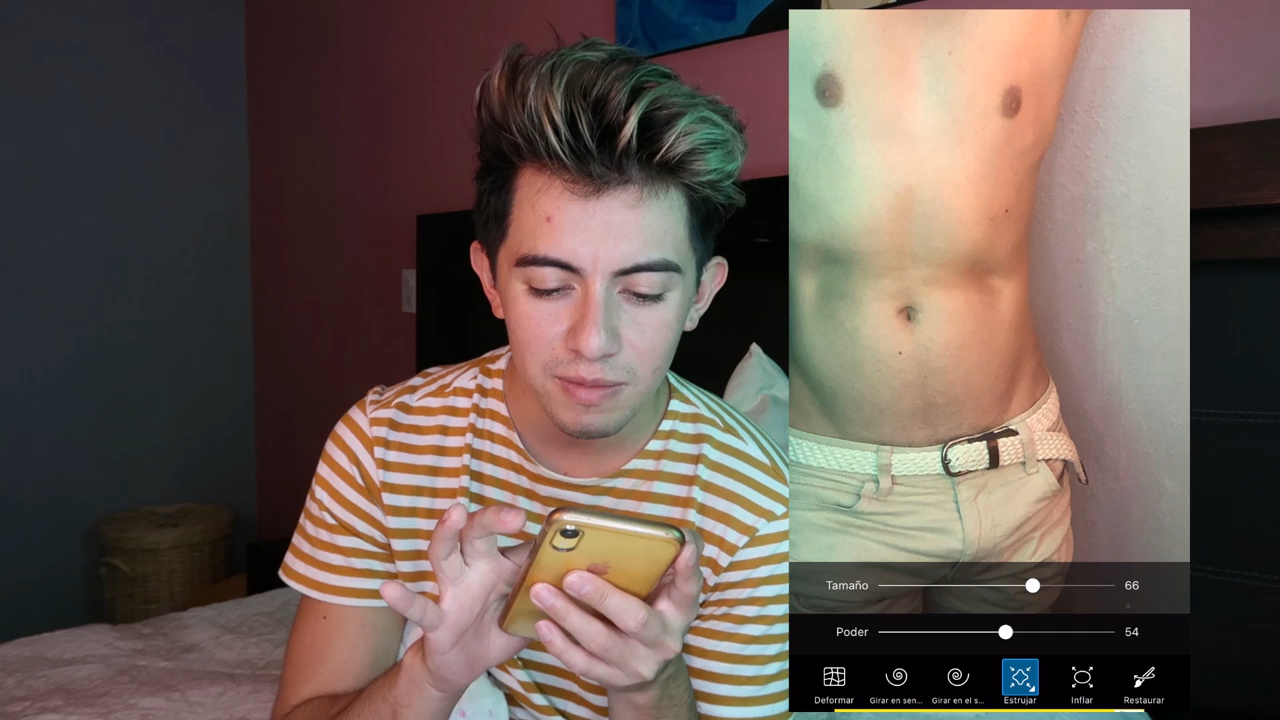 Tamaño 66
Poder 54
Deformar Girar en sen... Girar en el s... Estrujar Inflar Restaurar